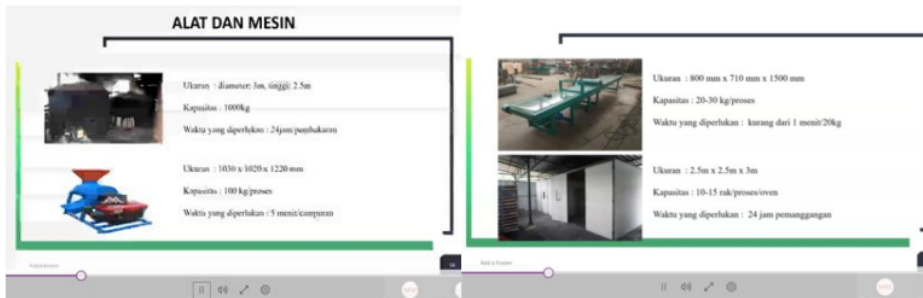 ALAT DAN MESIN
Ukuran : diameter: 3m, tinggi: 2.5m
Kapasitas : 1000kg
Waktu yang diperlukan : 24jam/pembakaran
Ukuran : 1030 x 1020 x 1220 mm
Kapasitas : 100 kg/proses
Waktu yang diperlukan : 5 menit/campuran
Ukuran : 800 mm x 710 mm x 1500 mm
Kapasitas : 20-30 kg/proses
Waktu yang diperlukan : kurang dari 1 menit/20kg
Ukuran : 2.5m x 2.5m x 3m
Kapasitas : 10-15 rak/proses/oven
Waktu yang diperlukan : 24 jam pemanggangan
Add a Footer